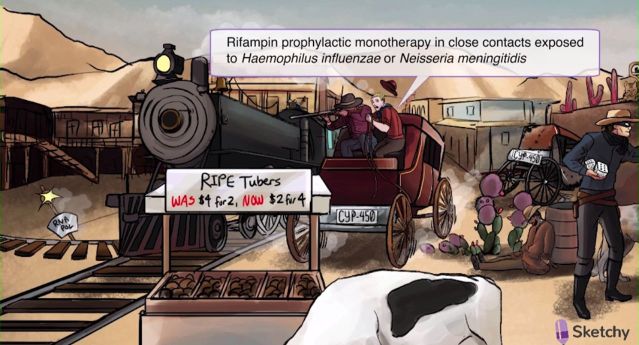 Rifampin prophylactic monotherapy in close contacts exposed
to Haemophilus influenzae or Neisseria meningitidis
RIPE Tubers
WAS $4 for 2, NOW $2 for 4
CYP-450
CYP-450
RNA
POL
Sketchy